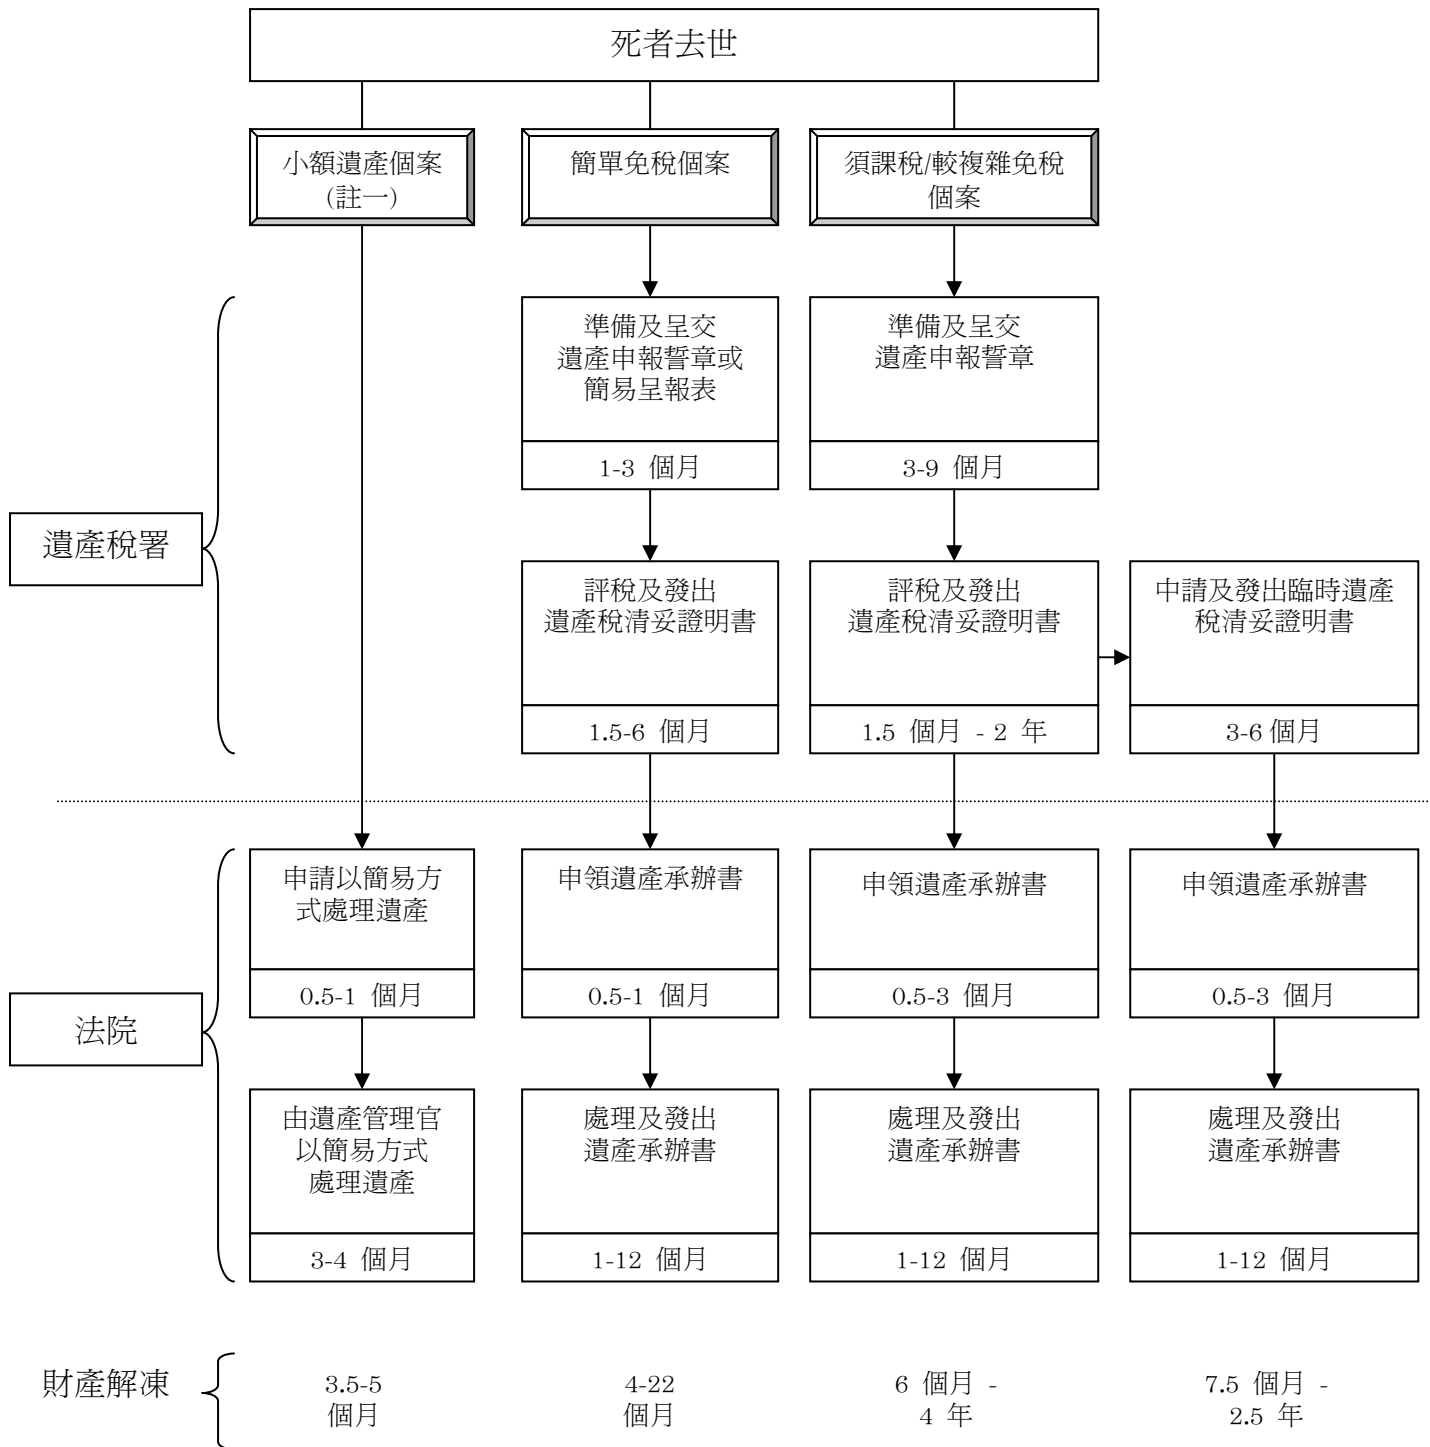 死者去世
小額遺產個案
(註一)
簡單免稅個案
須課稅/較複雜免稅
個案
準備及呈交
遺產申報誓章或
簡易呈報表
1-3 個月
準備及呈交
遺產申報誓章
3-9 個月
遺產稅署
評稅及發出
遺產稅清妥證明書
1.5-6 個月
評稅及發出
遺產稅清妥證明書
1.5 個月 - 2 年
中請及發出臨時遺產
稅清妥證明書
3-6個月
申請以簡易方
式處理遺產
0.5-1 個月
申領遺產承辦書
0.5-1 個月
申領遺產承辦書
0.5-3 個月
申領遺產承辦書
0.5-3 個月
法院
由遺產管理官
以簡易方式
處理遺產
3-4 個月
處理及發出
遺產承辦書
1-12 個月
處理及發出
遺產承辦書
1-12 個月
處理及發出
遺產承辦書
1-12 個月
財產解凍
3.5-5
個月
4-22
個月
6 個月 -
4 年
7.5 個月 -
2.5 年